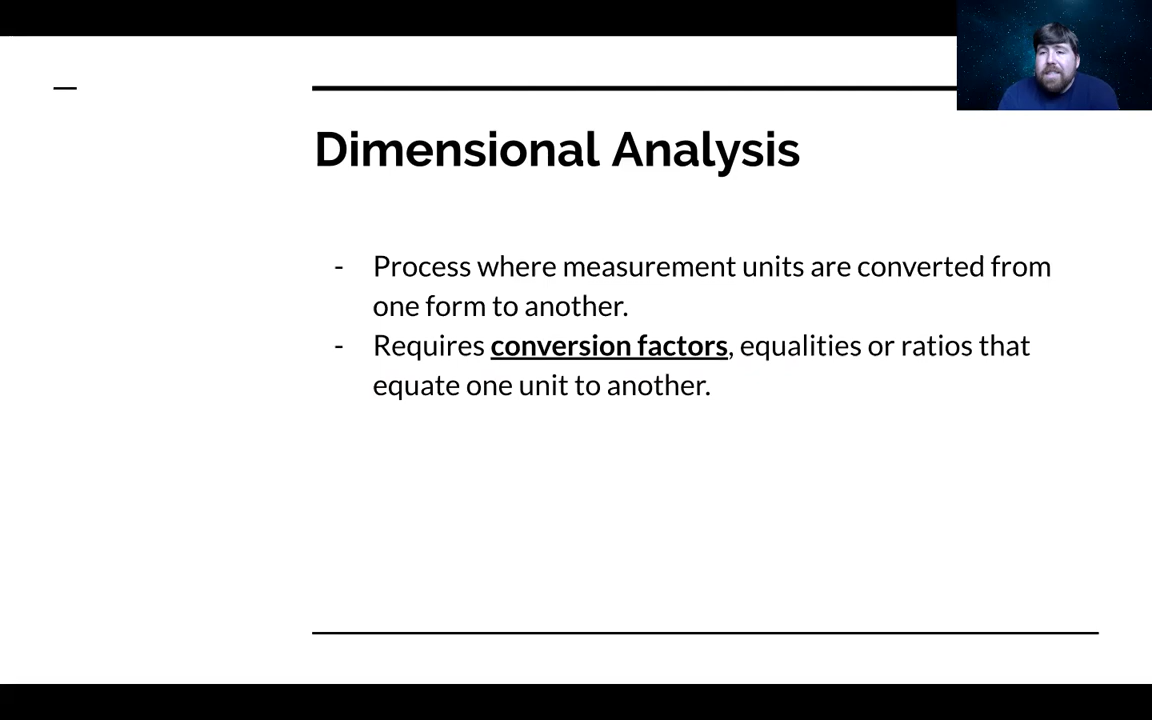 Dimensional Analysis
- Process where measurement units are converted from
one form to another.
- Requires conversion factors, equalities or ratios that
equate one unit to another.